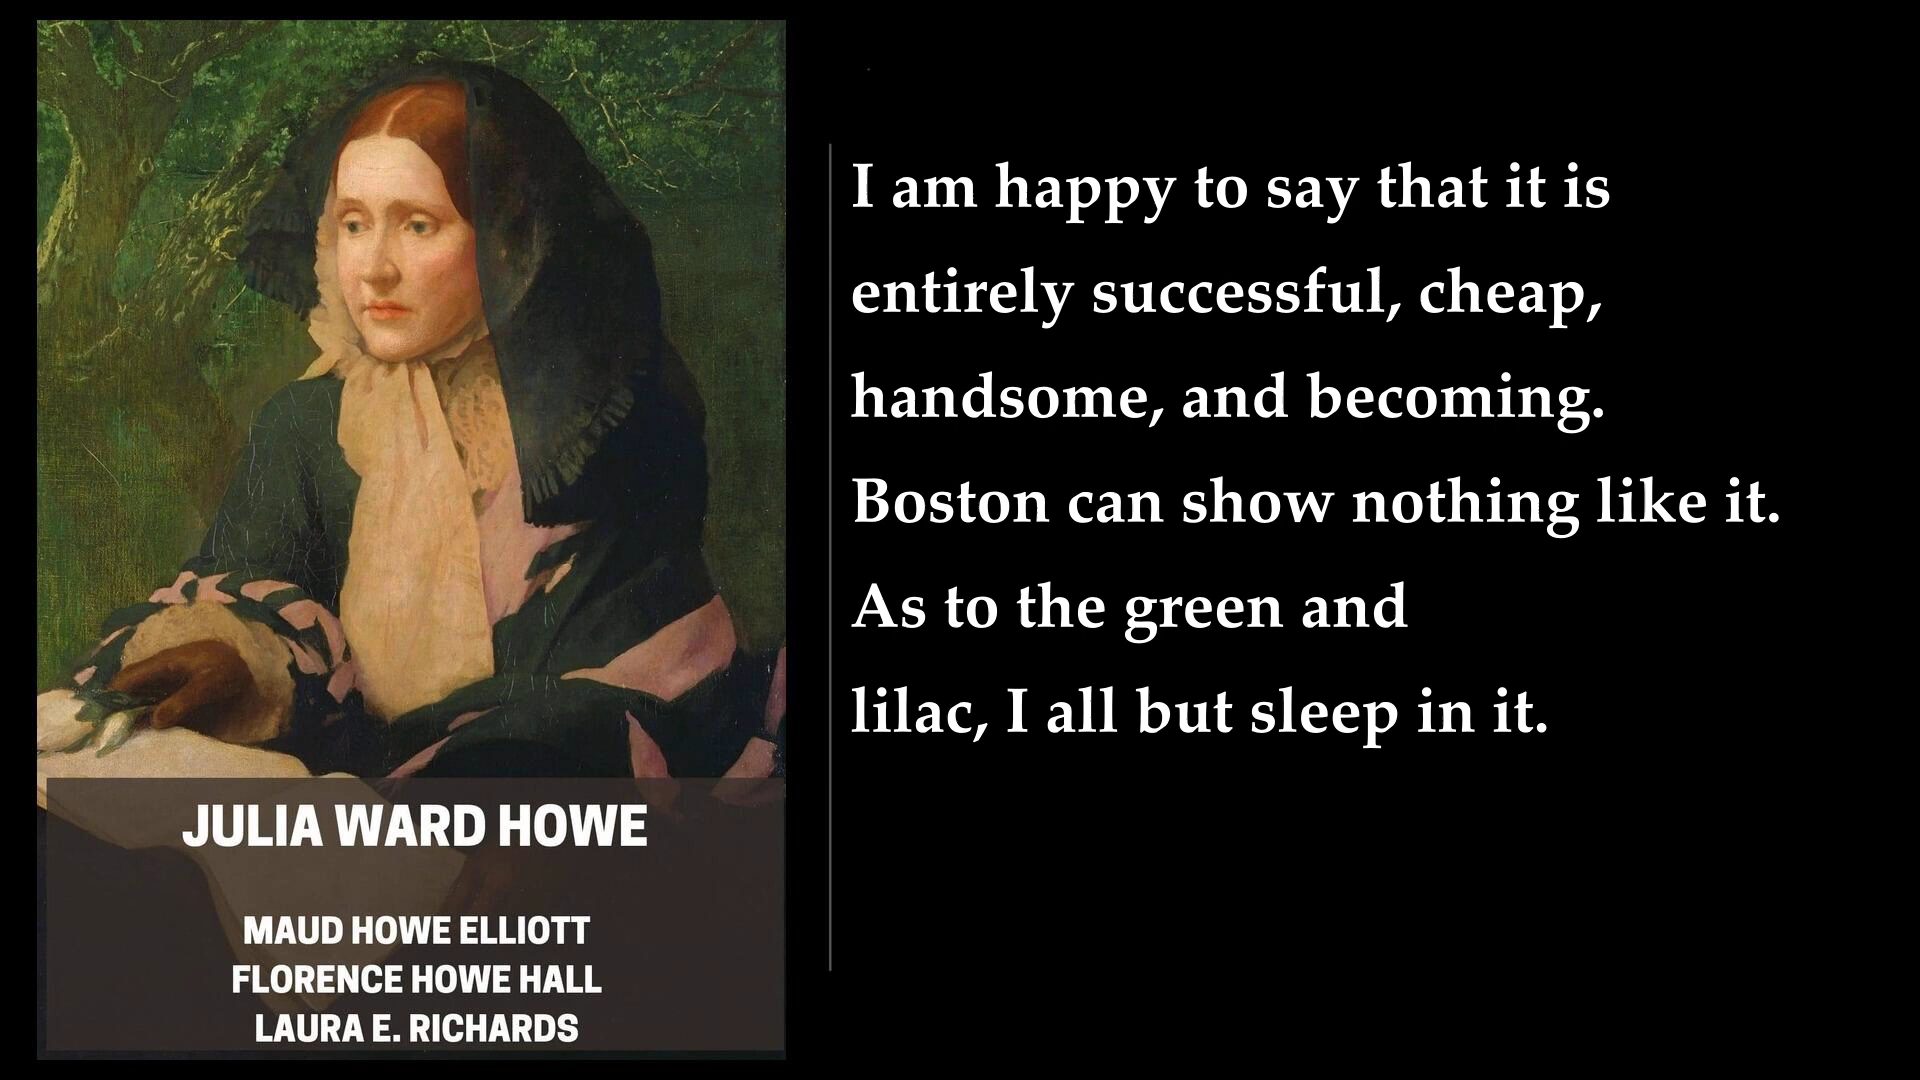 JULIA WARD HOWE
MAUD HOWE ELLIOTT
FLORENCE HOWE HALL
LAURA E. RICHARDS
I am happy to say that it is
entirely successful, cheap,
handsome, and becoming.
Boston can show nothing like it.
As to the green and
lilac, I all but sleep in it.